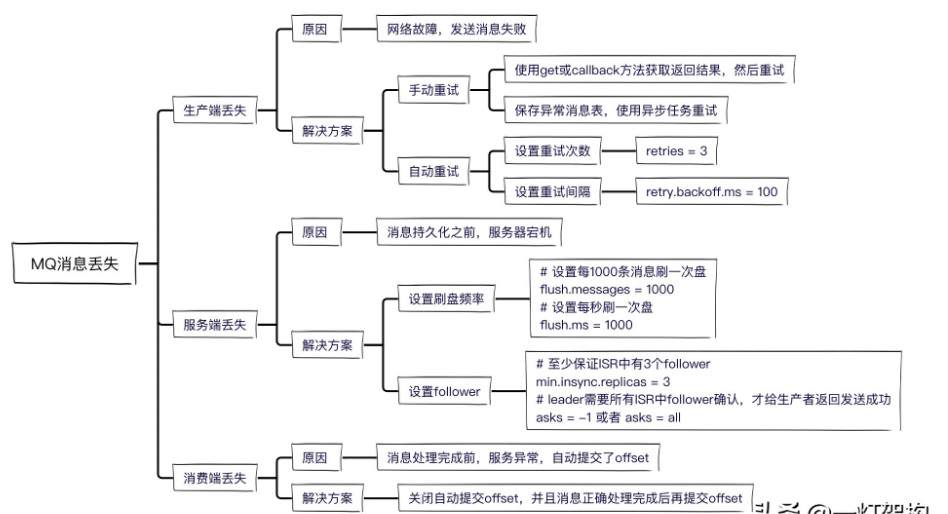 MQ消息丢失
生产端丢失
原因
网络故障，发送消息失败
解决方案
手动重试
使用get或callback方法获取返回结果，然后重试
保存异常消息表，使用异步任务重试
自动重试
设置重试次数
retries = 3
设置重试间隔
retry.backoff.ms = 100
服务端丢失
原因
消息持久化之前，服务器宕机
解决方案
设置刷盘频率
# 设置每1000条消息刷一次盘
flush.messages = 1000
# 设置每秒刷一次盘
flush.ms = 1000
设置follower
# 至少保证ISR中有3个follower
min.insync.replicas = 3
# leader需要所有ISR中follower确认，才给生产者返回发送成功
asks = -1 或者 asks = all
消费端丢失
原因
消息处理完成前，服务异常，自动提交了offset
解决方案
关闭自动提交offset，并且消息正确处理完成后再提交offset
头条 @一灯架构